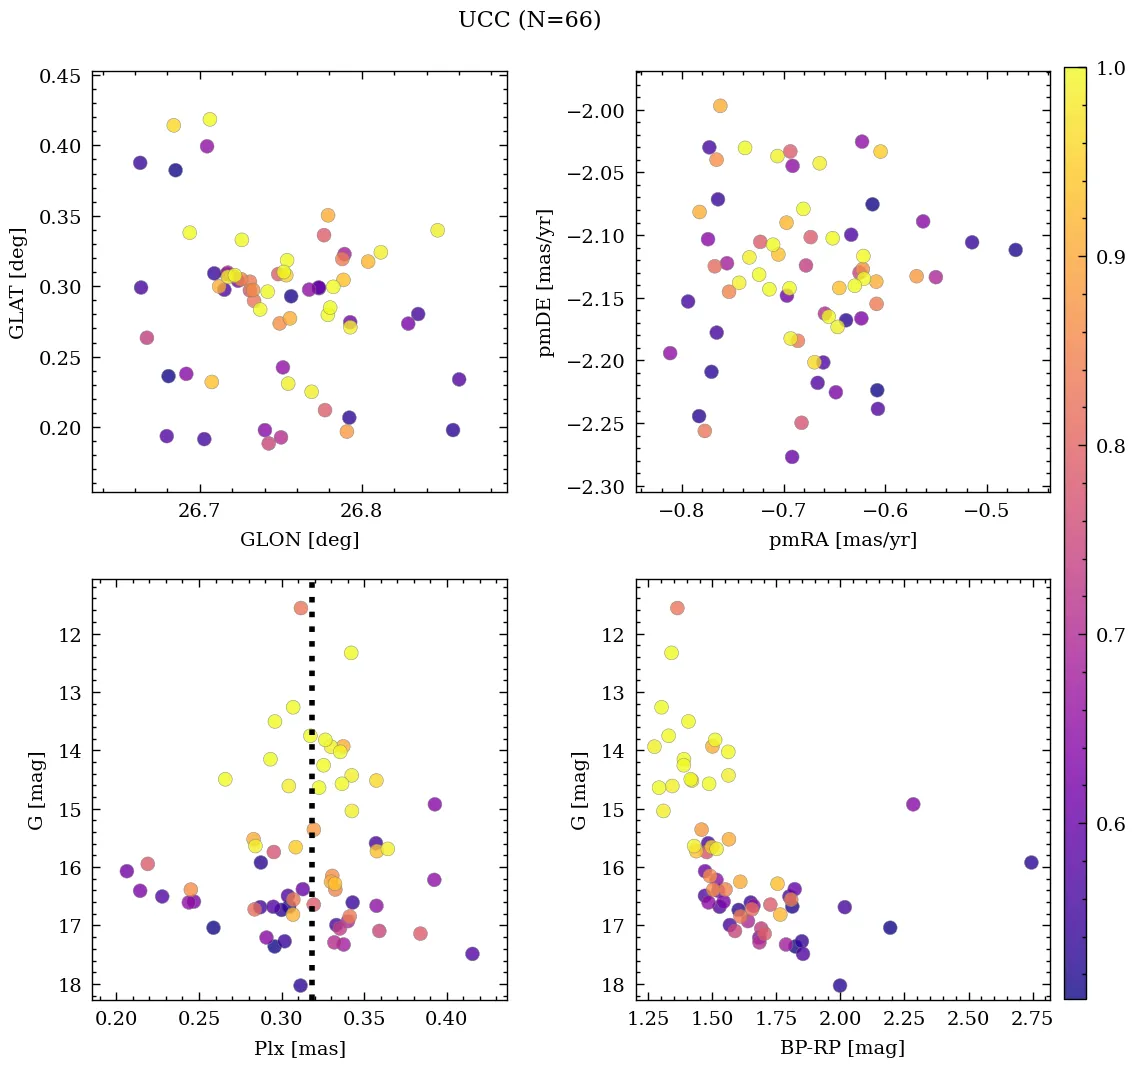 UCC (N=66)
0.45
0.40
0.35
0.30
0.25
0.20
GLAT [deg]
26.7 26.8
GLON [deg]
−2.00
−2.05
−2.10
−2.15
−2.20
−2.25
−2.30
pmDE [mas/yr]
−0.8 −0.7 −0.6 −0.5
pmRA [mas/yr]
1.0
0.9
0.8
0.7
0.6
12
13
14
15
16
17
18
G [mag]
0.20 0.25 0.30 0.35 0.40
Plx [mas]
12
13
14
15
16
17
18
G [mag]
1.25 1.50 1.75 2.00 2.25 2.50 2.75
BP-RP [mag]